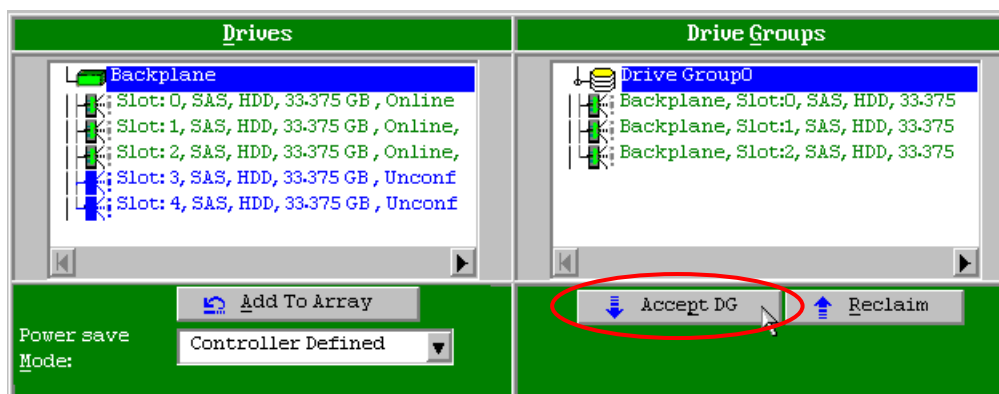 Drives
Backplane
Slot: 0, SAS, HDD, 33.375 GB , Online
Slot: 1, SAS, HDD, 33.375 GB , Online,
Slot: 2, SAS, HDD, 33.375 GB , Online,
Slot: 3, SAS, HDD, 33.375 GB , Unconf
Slot: 4, SAS, HDD, 33.375 GB , Unconf
Add To Array
Power save
Mode:
Controller Defined
Drive Groups
Drive Group0
Backplane, Slot:0, SAS, HDD, 33.375
Backplane, Slot:1, SAS, HDD, 33.375
Backplane, Slot:2, SAS, HDD, 33.375
Accept DG
Reclaim